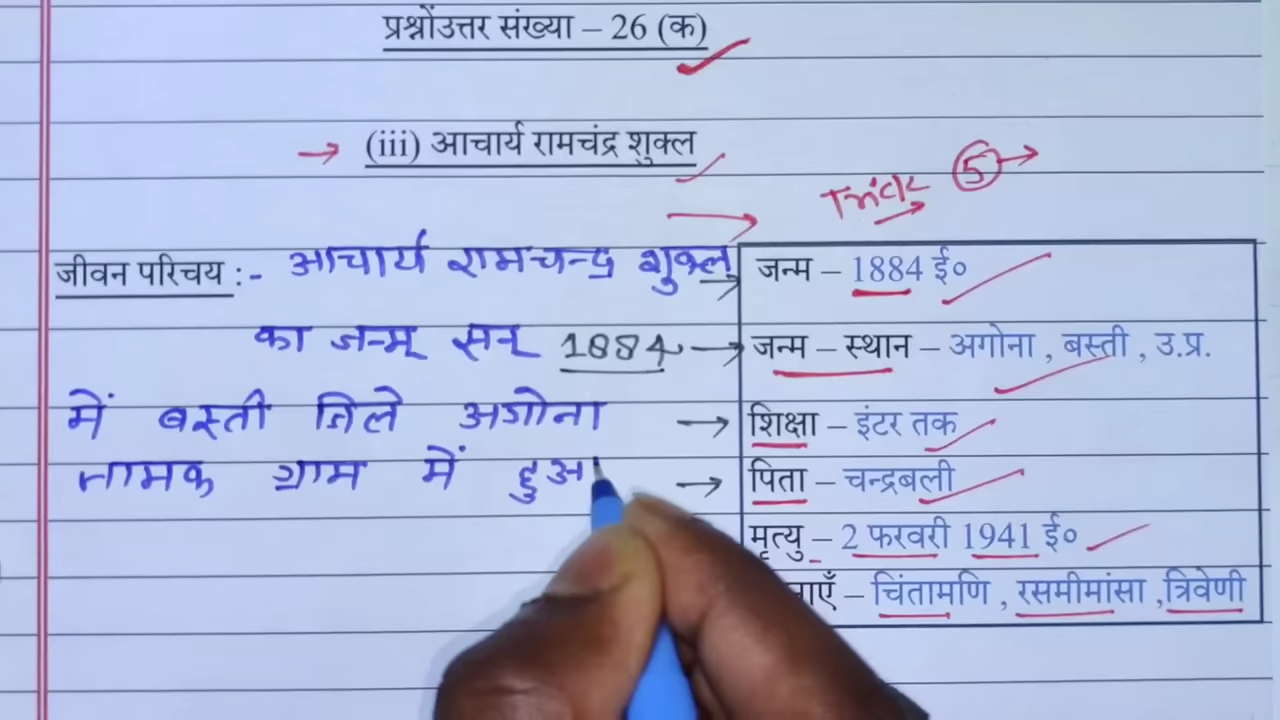 प्रश्नोंउत्तर संख्या – 26 (क)
(iii) आचार्य रामचंद्र शुक्ल
Trick 5
जीवन परिचय :- आचार्य रामचन्द्र शुक्ल
का जन्म सन् 1884
में बस्ती जिले अगोना
नामक ग्राम में हुआ
जन्म – 1884 ई०
जन्म – स्थान – अगोना , बस्ती , उ.प्र.
शिक्षा – इंटर तक
पिता – चन्द्रबली
मृत्यु – 2 फरवरी 1941 ई०
– चिंतामणि , रसमीमांसा ,त्रिवेणी